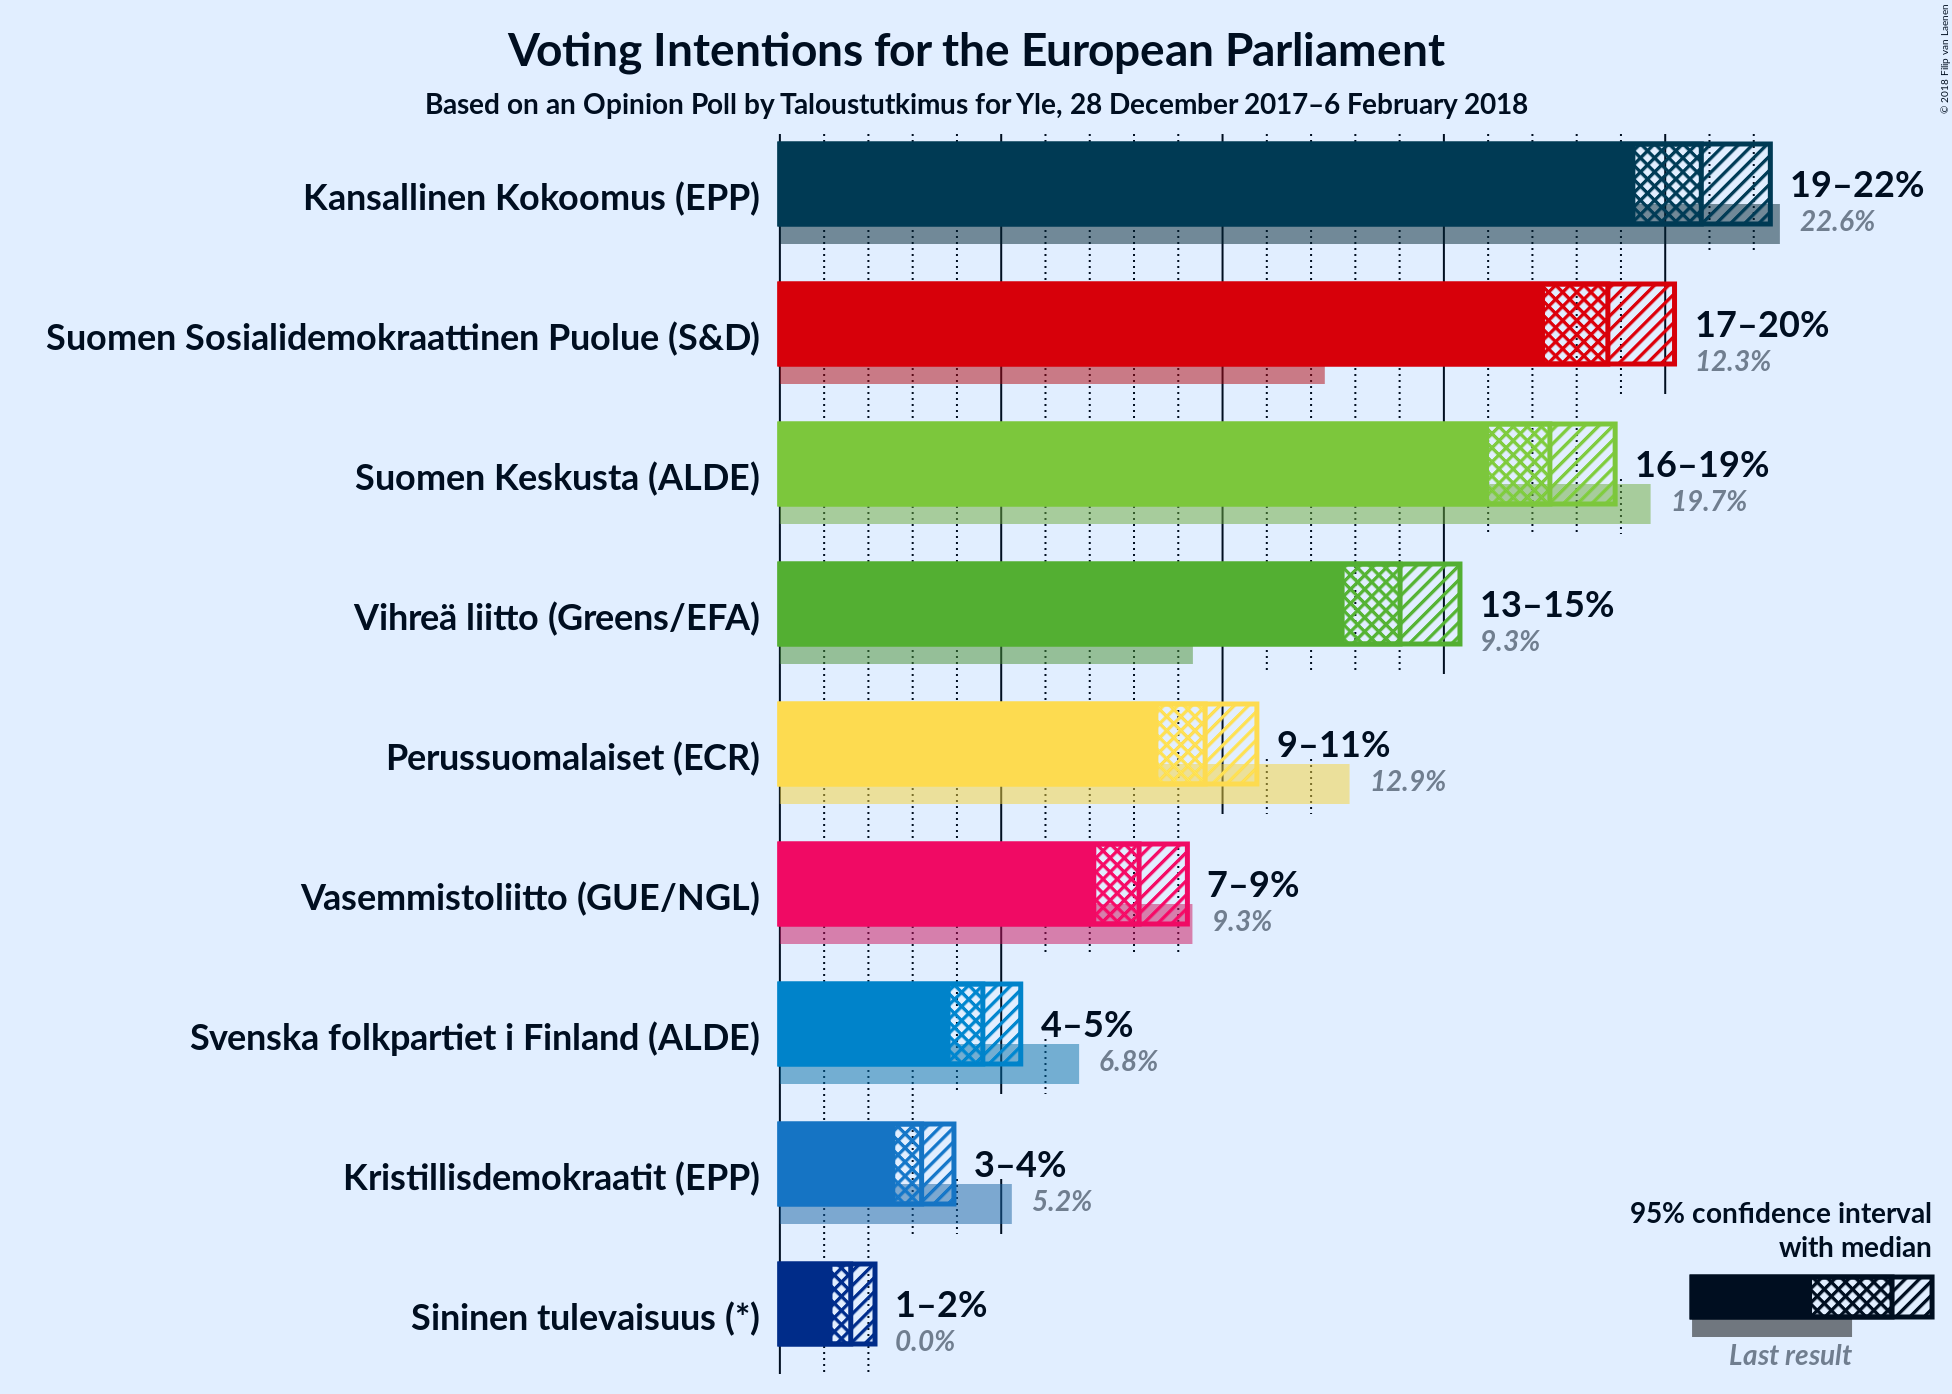 Voting Intentions for the European Parliament
Based on an Opinion Poll by Taloustutkimus for Yle, 28 December 2017–6 February 2018
© 2018 Filip van Laenen
Kansallinen Kokoomus (EPP)
19–22%
22.6%
Suomen Sosialidemokraattinen Puolue (S&D)
17–20%
12.3%
Suomen Keskusta (ALDE)
16–19%
19.7%
Vihreä liitto (Greens/EFA)
13–15%
9.3%
Perussuomalaiset (ECR)
9–11%
12.9%
Vasemmistoliitto (GUE/NGL)
7–9%
9.3%
Svenska folkpartiet i Finland (ALDE)
4–5%
6.8%
Kristillisdemokraatit (EPP)
3–4%
5.2%
Sininen tulevaisuus (*)
1–2%
0.0%
95% confidence interval
with median
Last result